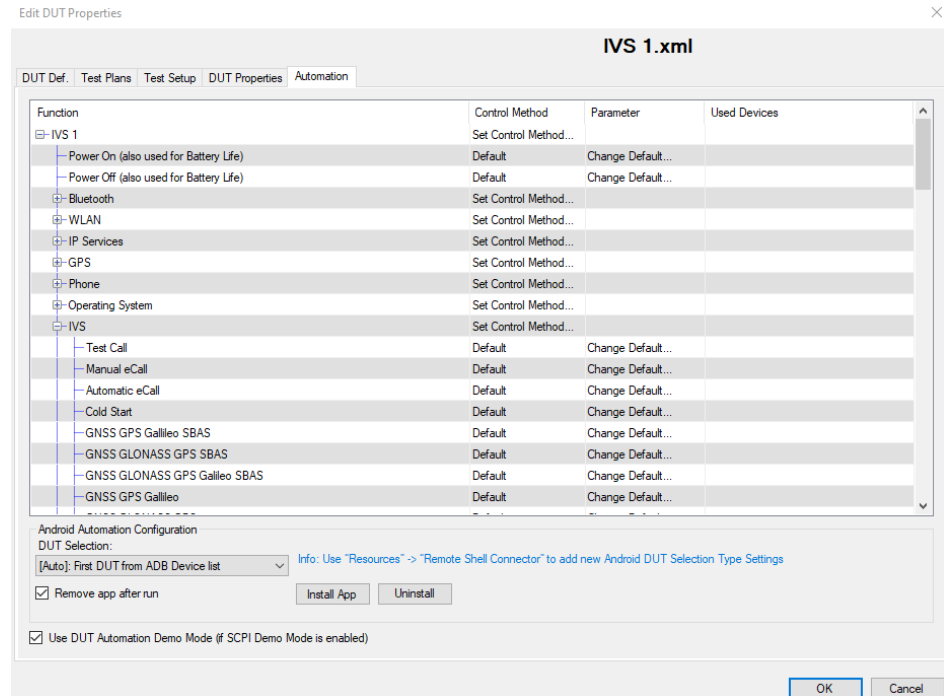 Edit DUT Properties
IVS 1.xml
DUT Def. Test Plans Test Setup DUT Properties Automation
Function Control Method Parameter Used Devices
IVS 1 Set Control Method...
Power On (also used for Battery Life) Default Change Default...
Power Off (also used for Battery Life) Default Change Default...
Bluetooth Set Control Method...
WLAN Set Control Method...
IP Services Set Control Method...
GPS Set Control Method...
Phone Set Control Method...
Operating System Set Control Method...
IVS Set Control Method...
Test Call Default Change Default...
Manual eCall Default Change Default...
Automatic eCall Default Change Default...
Cold Start Default Change Default...
GNSS GPS Gallileo SBAS Default Change Default...
GNSS GLONASS GPS SBAS Default Change Default...
GNSS GLONASS GPS Galileo SBAS Default Change Default...
GNSS GPS Gallileo Default Change Default...
Android Automation Configuration
DUT Selection:
[Auto]: First DUT from ADB Device list Info: Use "Resources" -> "Remote Shell Connector" to add new Android DUT Selection Type Settings
Remove app after run Install App Uninstall
Use DUT Automation Demo Mode (if SCPI Demo Mode is enabled)
OK Cancel